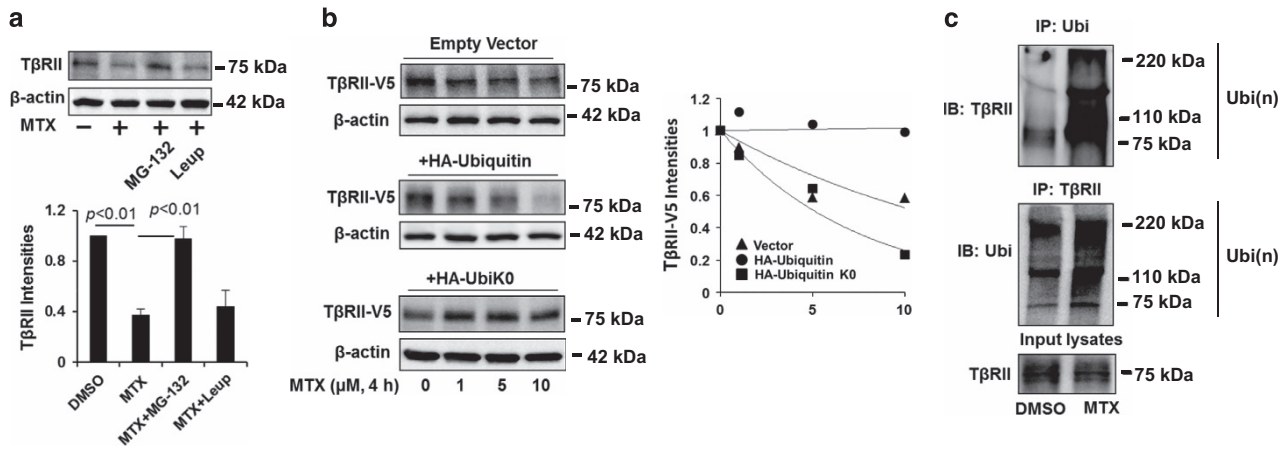 a
TβRII
75 kDa
β-actin
42 kDa
MTX − + + +
MG-132
Leup
p<0.01
p<0.01
TβRII Intensities
1.2
0.8
0.4
0
DMSO
MTX
MTX+MG-132
MTX+Leup
b
Empty Vector
TβRII-V5
75 kDa
β-actin
42 kDa
+HA-Ubiquitin
TβRII-V5
75 kDa
β-actin
42 kDa
+HA-UbiK0
TβRII-V5
75 kDa
β-actin
42 kDa
MTX (μM, 4 h) 0 1 5 10
TβRII-V5 Intensities
1.2
1
0.8
0.6
0.4
0.2
0
0 5 10
Vector
HA-Ubiquitin
HA-Ubiquitin K0
c
IP: Ubi
IB: TβRII
220 kDa
110 kDa
75 kDa
Ubi(n)
IP: TβRII
IB: Ubi
220 kDa
110 kDa
75 kDa
Ubi(n)
Input lysates
TβRII
75 kDa
DMSO MTX